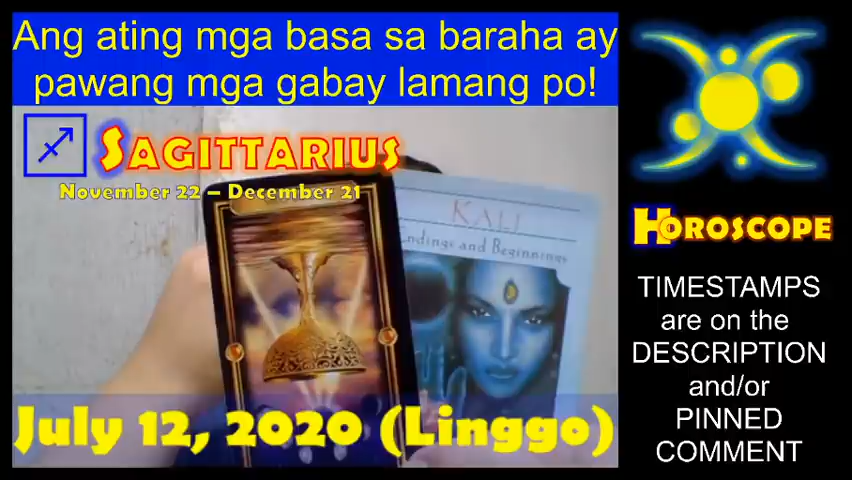 Ang ating mga basa sa baraha ay
pawang mga gabay lamang po!
SAGITTARIUS
November 22 – December 21
KALI
Endings and Beginnings
July 12, 2020 (Linggo)
HOROSCOPE
TIMESTAMPS
are on the
DESCRIPTION
and/or
PINNED
COMMENT